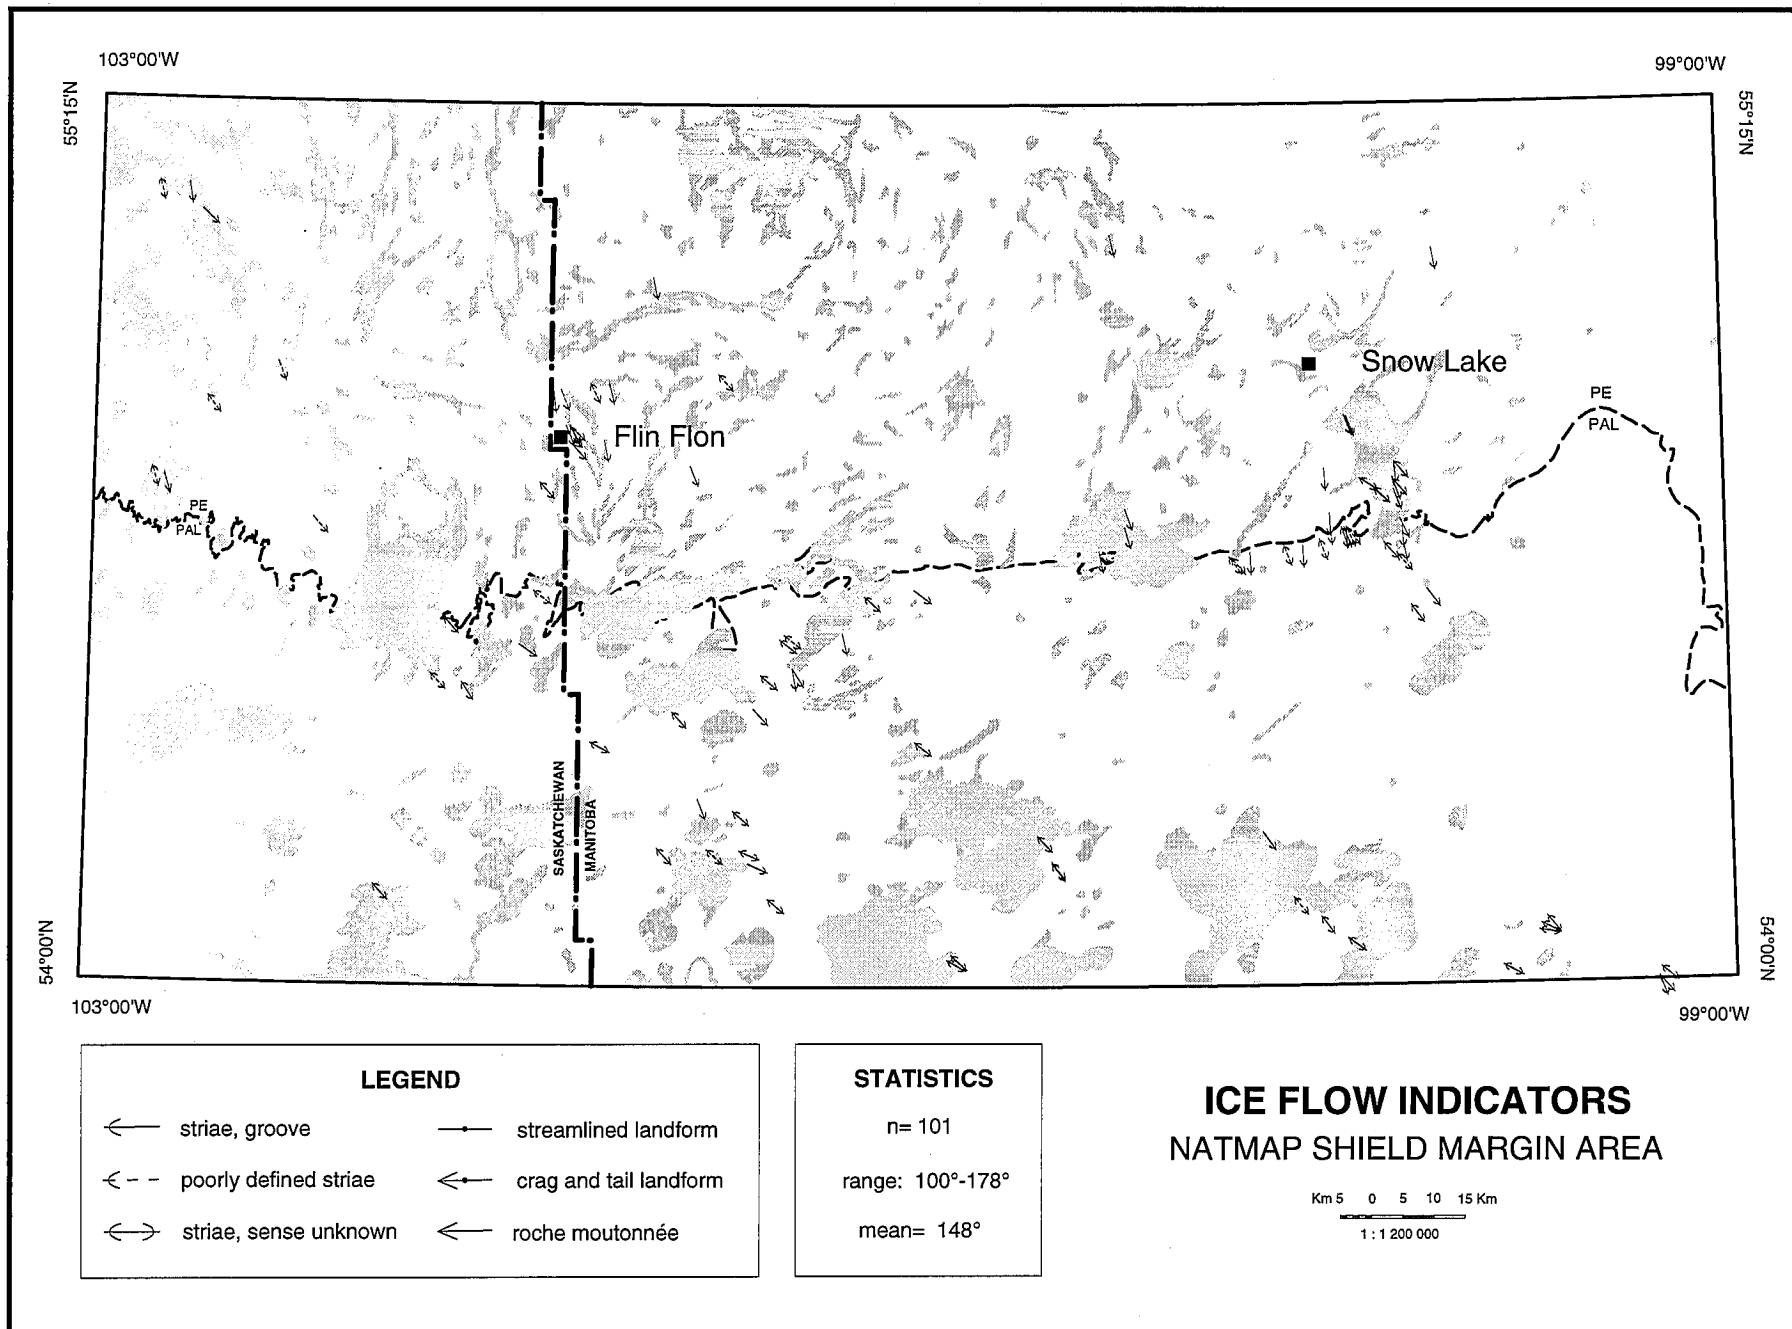 103°00'W
99°00'W
55°15'N
55°15'N
Snow Lake
PE
PAL
Flin Flon
PE
PAL
SASKATCHEWAN
MANITOBA
54°00'N
54°00'N
103°00'W
99°00'W
LEGEND
striae, groove
streamlined landform
poorly defined striae
crag and tail landform
striae, sense unknown
roche moutonnée
STATISTICS
n= 101
range: 100°-178°
mean= 148°
ICE FLOW INDICATORS
NATMAP SHIELD MARGIN AREA
Km 5 0 5 10 15 Km
1 : 1 200 000